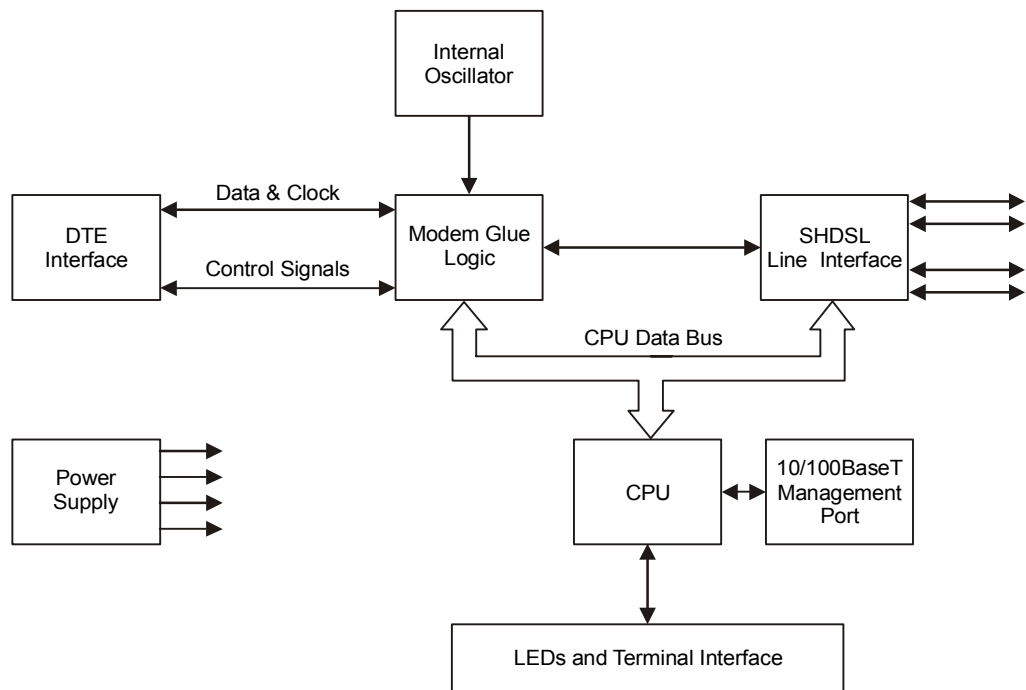 Internal
Oscillator
Data & Clock
DTE
Interface
Control Signals
Modem Glue
Logic
SHDSL
Line Interface
CPU Data Bus
Power
Supply
CPU
10/100BaseT
Management
Port
LEDs and Terminal Interface